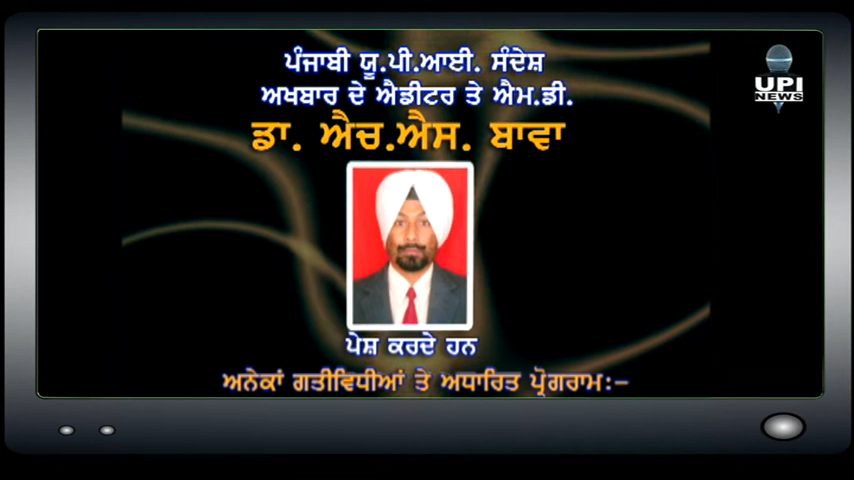 ਪੰਜਾਬੀ ਯੂ.ਪੀ.ਆਈ. ਸੰਦੇਸ਼
ਅਖਬਾਰ ਦੇ ਐਡੀਟਰ ਤੇ ਐਮ.ਡੀ.
ਡਾ. ਐਚ.ਐਸ. ਬਾਵਾ
ਪੇਸ਼ ਕਰਦੇ ਹਨ
ਅਨੇਕਾਂ ਗਤੀਵਿਧੀਆਂ ਤੇ ਅਧਾਰਿਤ ਪ੍ਰੋਗਰਾਮ:-
UPI
NEWS